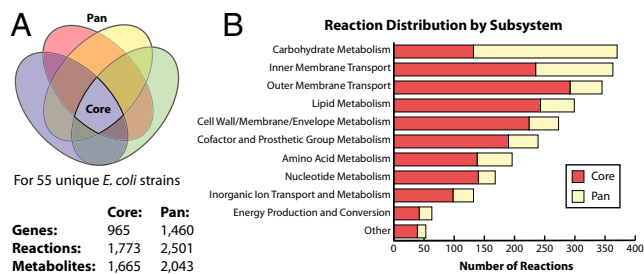 A
Pan
Core
For 55 unique E. coli strains
Core: Pan:
Genes: 965 1,460
Reactions: 1,773 2,501
Metabolites: 1,665 2,043
B
Reaction Distribution by Subsystem
Carbohydrate Metabolism
Inner Membrane Transport
Outer Membrane Transport
Lipid Metabolism
Cell Wall/Membrane/Envelope Metabolism
Cofactor and Prosthetic Group Metabolism
Amino Acid Metabolism
Nucleotide Metabolism
Inorganic Ion Transport and Metabolism
Energy Production and Conversion
Other
Core
Pan
0 50 100 150 200 250 300 350 400
Number of Reactions